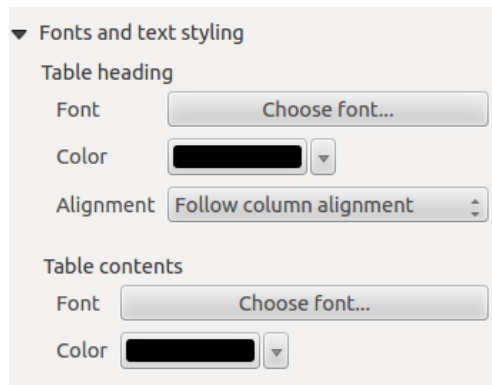 Fonts and text styling
Table heading
Font Choose font...
Color
Alignment Follow column alignment
Table contents
Font Choose font...
Color